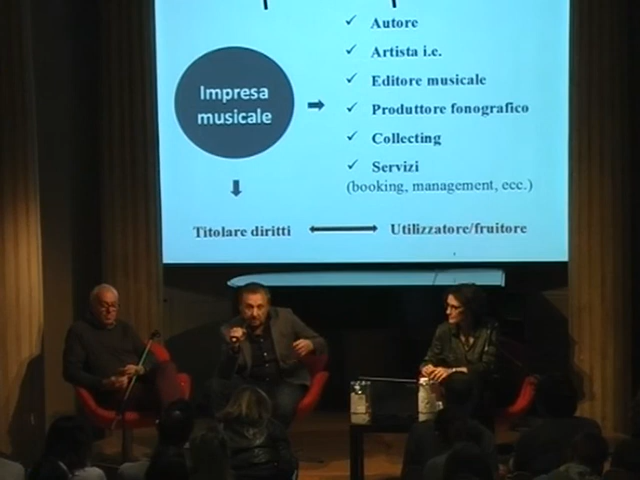 Impresa
musicale
Autore
Artista i.e.
Editore musicale
Produttore fonografico
Collecting
Servizi
(booking, management, ecc.)
Titolare diritti
Utilizzatore/fruitore